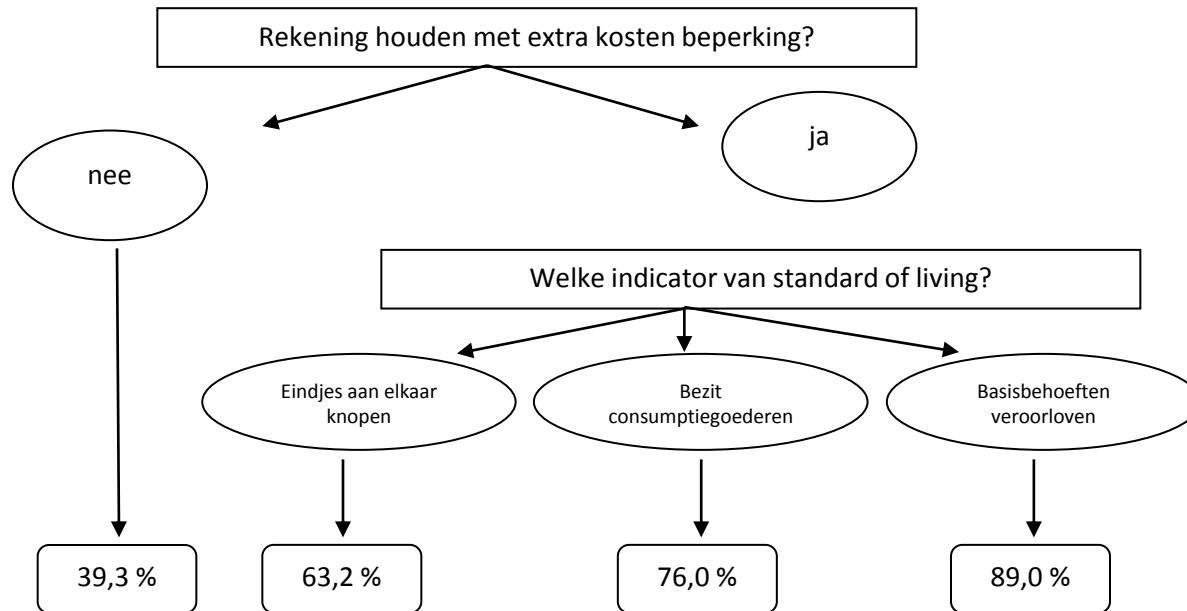 Rekening houden met extra kosten beperking?
ja
nee
Welke indicator van standard of living?
Eindjes aan elkaar
knopen
Bezit
consumptiegoederen
Basisbehoeften
veroorloven
39,3 %
63,2 %
76,0 %
89,0 %